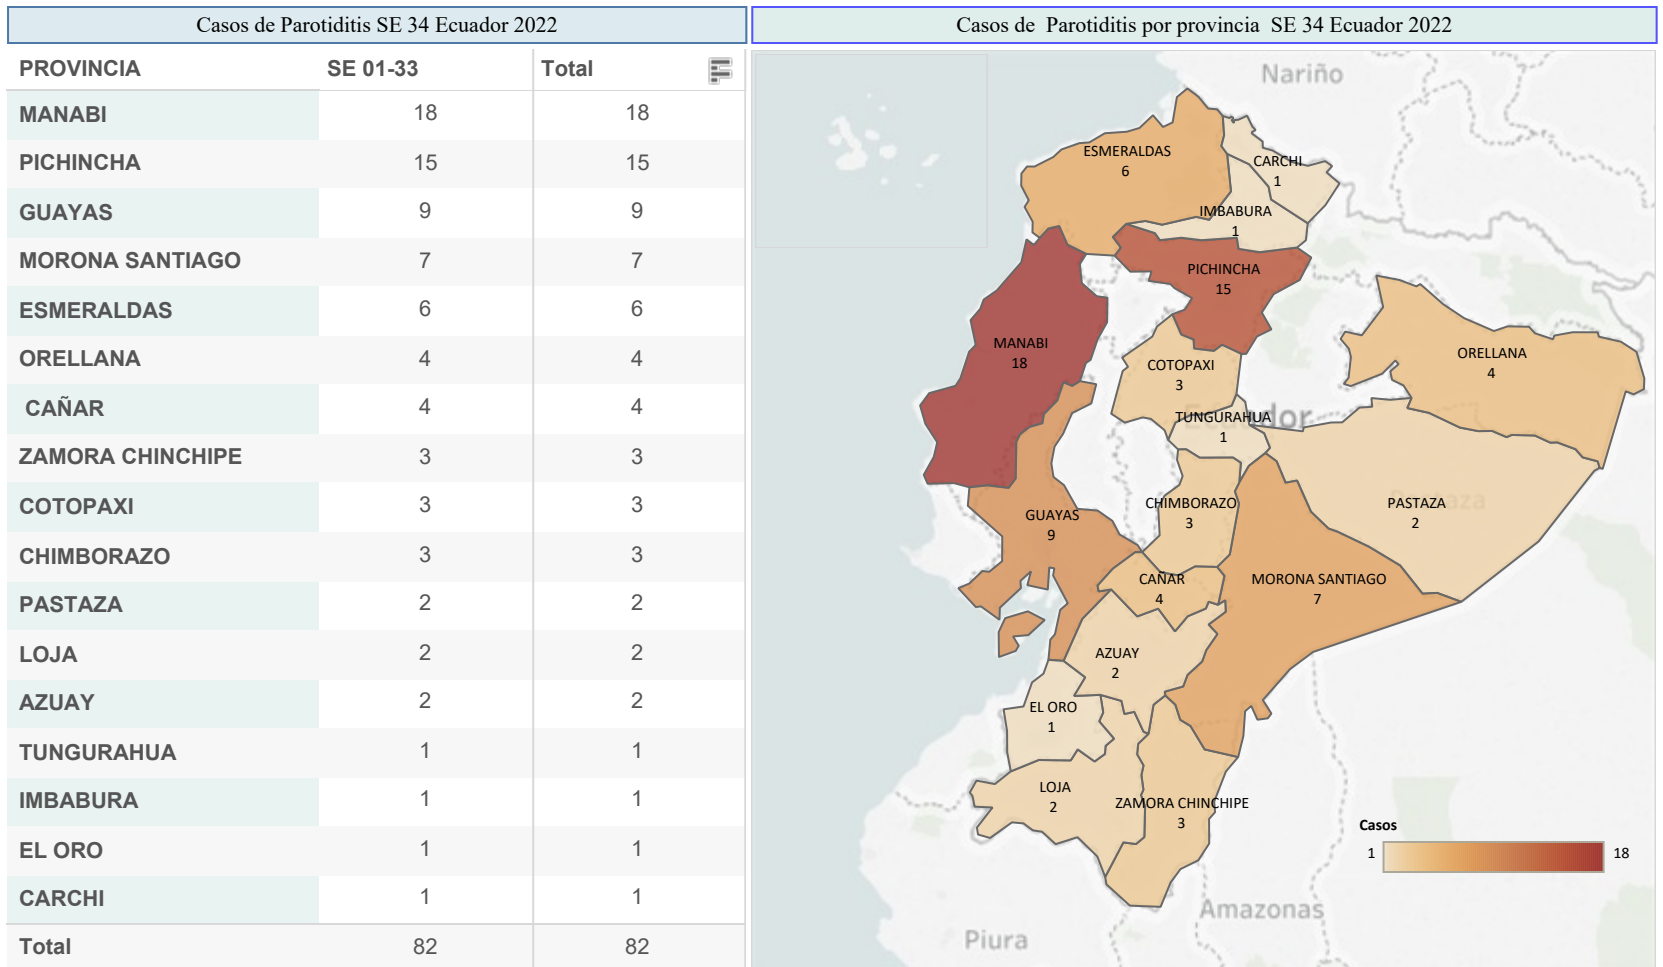 Casos de Parotiditis SE 34 Ecuador 2022
PROVINCIA SE 01-33 Total
MANABI 18 18
PICHINCHA 15 15
GUAYAS 9 9
MORONA SANTIAGO 7 7
ESMERALDAS 6 6
ORELLANA 4 4
CAÑAR 4 4
ZAMORA CHINCHIPE 3 3
COTOPAXI 3 3
CHIMBORAZO 3 3
PASTAZA 2 2
LOJA 2 2
AZUAY 2 2
TUNGURAHUA 1 1
IMBABURA 1 1
EL ORO 1 1
CARCHI 1 1
Total 82 82
Casos de Parotiditis por provincia SE 34 Ecuador 2022
Nariño
ESMERALDAS
6
CARCHI
1
IMBABURA
1
PICHINCHA
15
MANABI
18
COTOPAXI
3
ORELLANA
4
Ecuador
TUNGURAHUA
1
GUAYAS
9
CHIMBORAZO
3
PASTAZA
2
CAÑAR
4
MORONA SANTIAGO
7
AZUAY
2
EL ORO
1
LOJA
2
ZAMORA CHINCHIPE
3
Casos
1 18
Amazonas
Piura